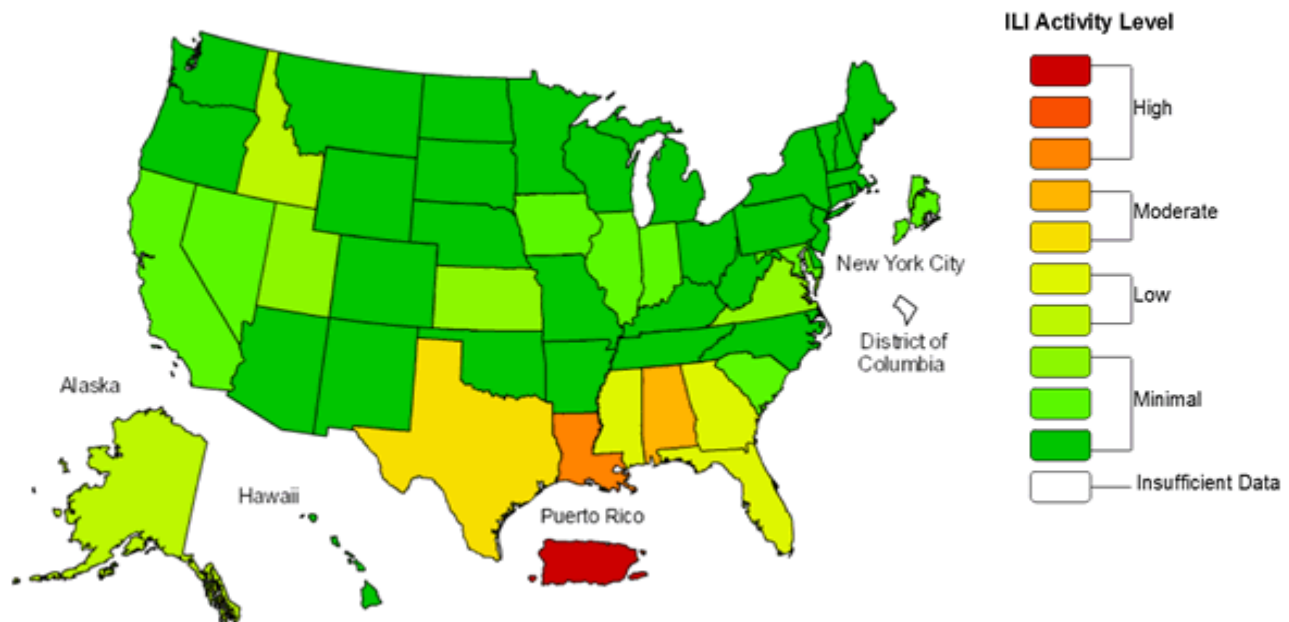 ILI Activity Level
High
Moderate
Low
Minimal
Insufficient Data
New York City
District of
Columbia
Alaska
Hawaii
Puerto Rico